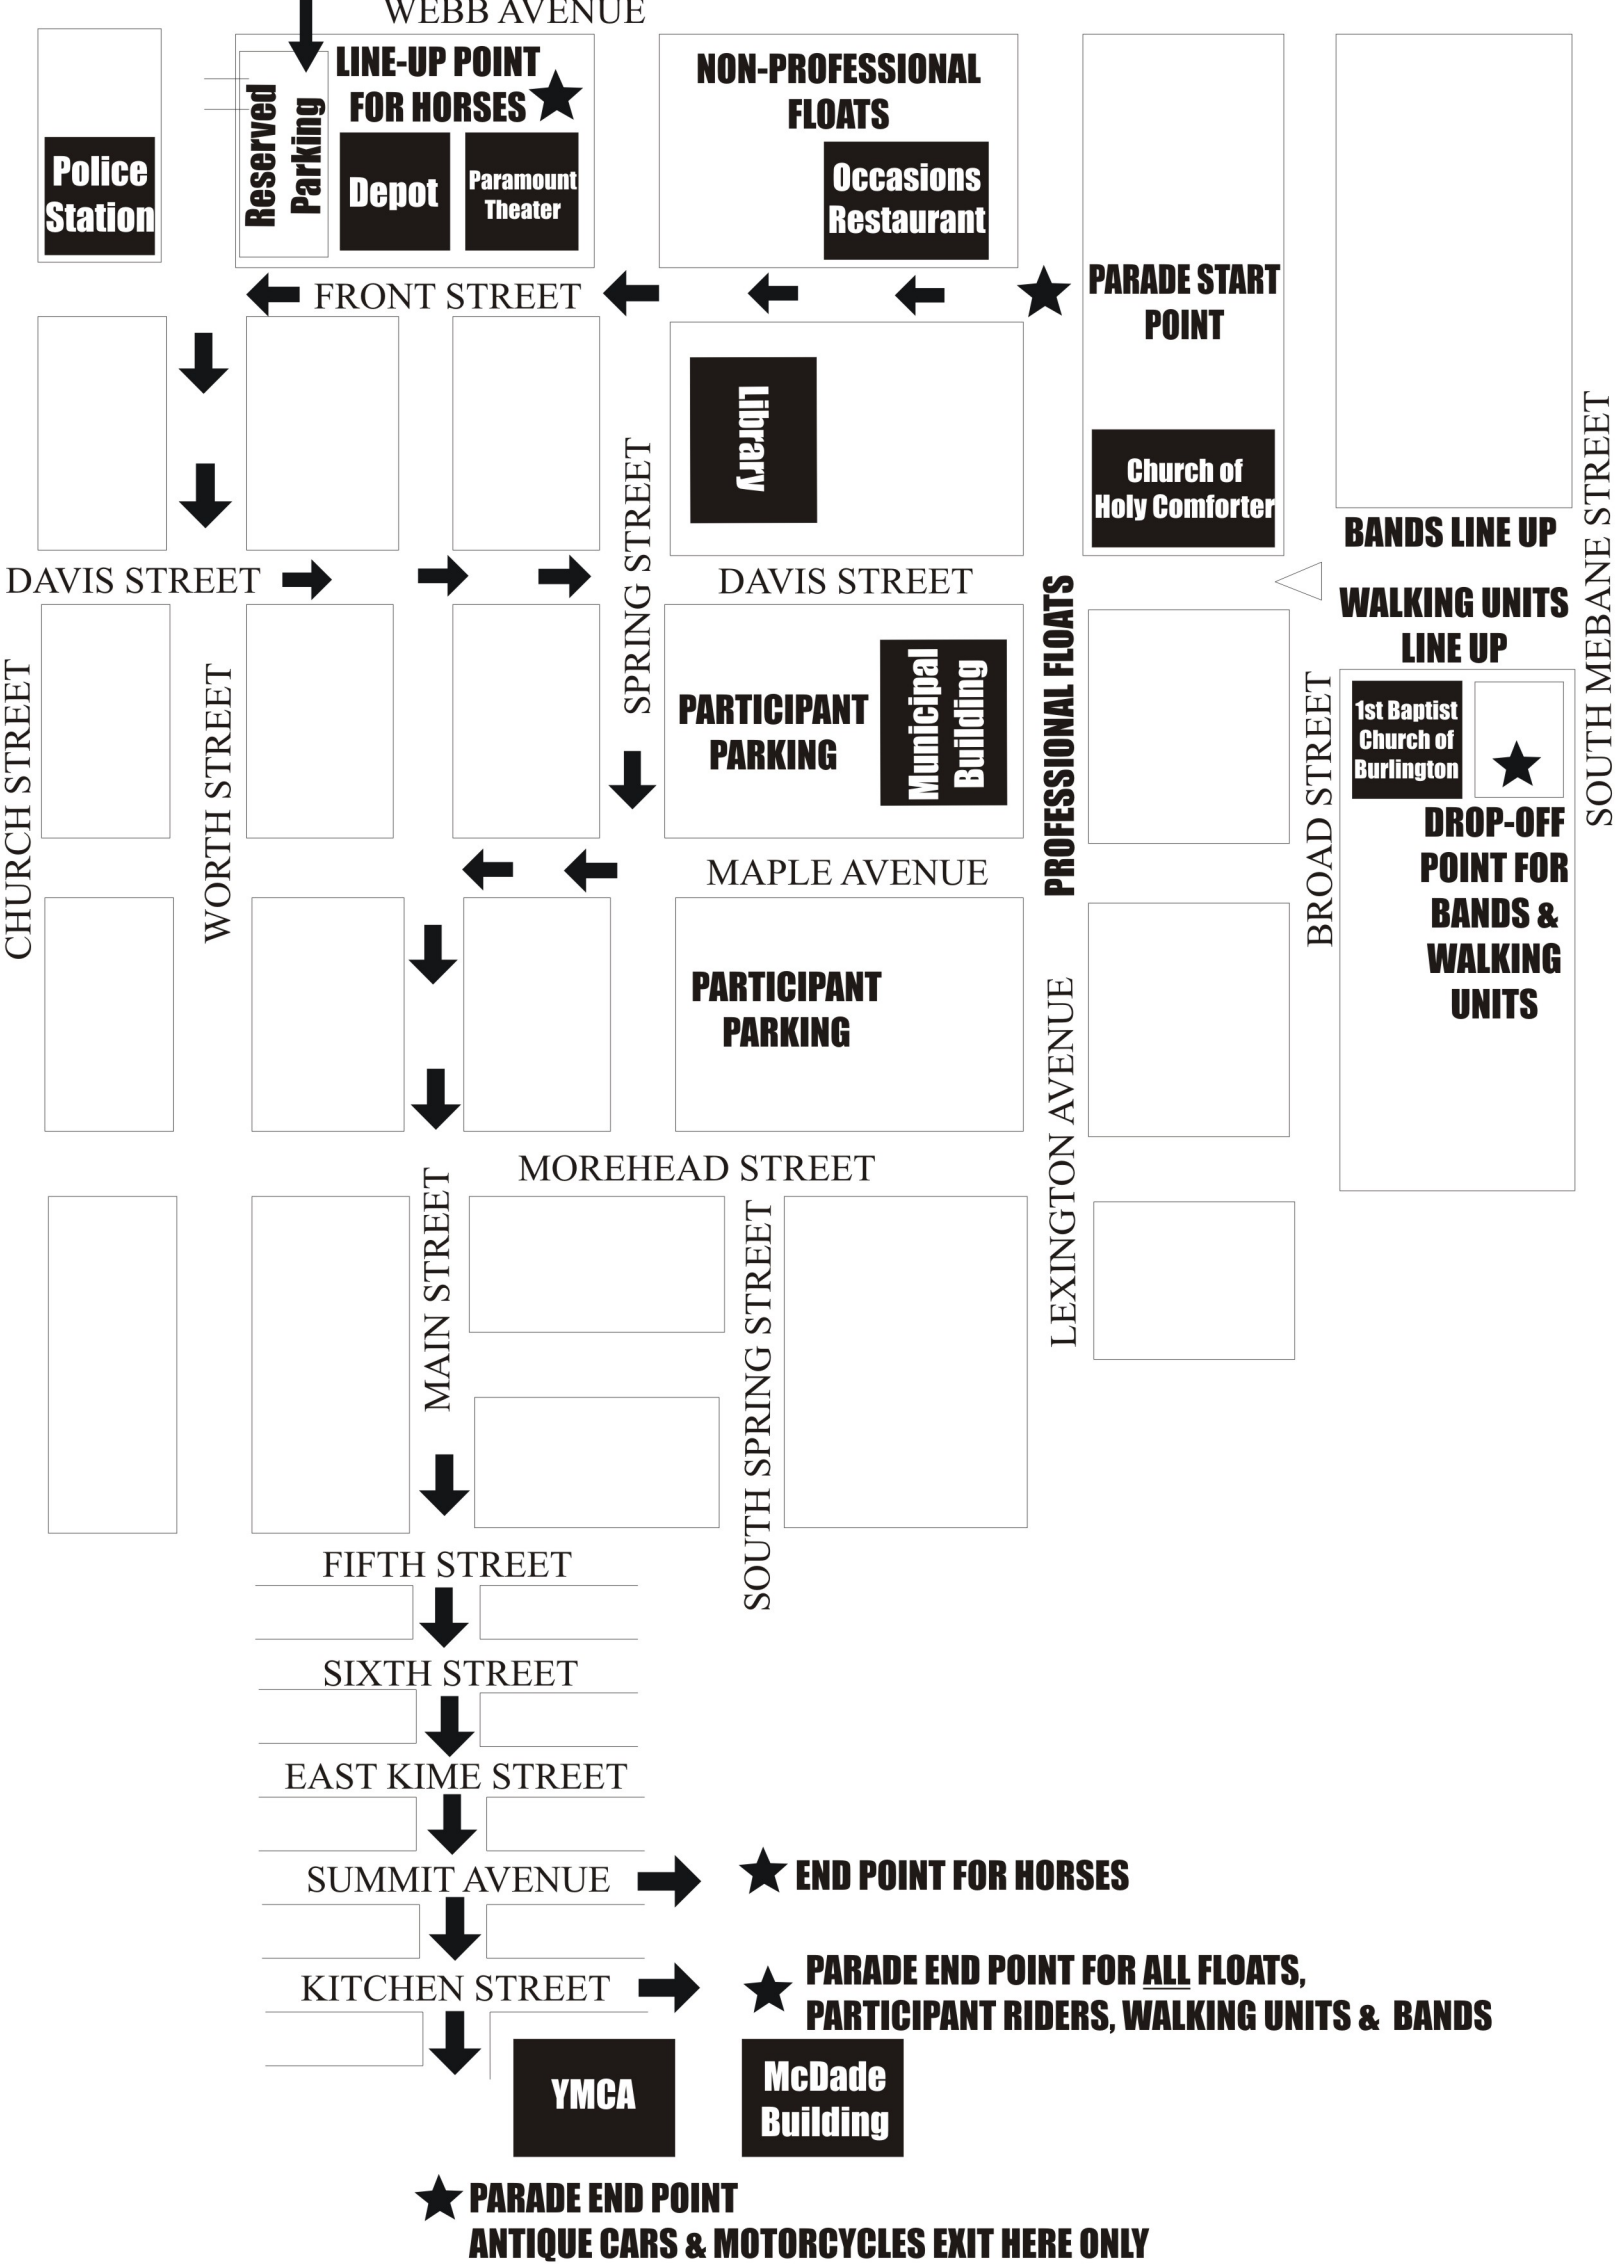 WEBB AVENUE
LINE-UP POINT
FOR HORSES
Reserved
Parking
Police
Station
Depot
Paramount
Theater
NON-PROFESSIONAL
FLOATS
Occasions
Restaurant
FRONT STREET
PARADE START
POINT
Library
Church of
Holy Comforter
SPRING STREET
SOUTH MEBANE STREET
BANDS LINE UP
DAVIS STREET
DAVIS STREET
WALKING UNITS
LINE UP
CHURCH STREET
WORTH STREET
PARTICIPANT
PARKING
Municipal
Building
PROFESSIONAL FLOATS
BROAD STREET
1st Baptist
Church of
Burlington
DROP-OFF
POINT FOR
BANDS &
WALKING
UNITS
MAPLE AVENUE
PARTICIPANT
PARKING
LEXINGTON AVENUE
MOREHEAD STREET
MAIN STREET
SOUTH SPRING STREET
FIFTH STREET
SIXTH STREET
EAST KIME STREET
SUMMIT AVENUE
END POINT FOR HORSES
KITCHEN STREET
PARADE END POINT FOR ALL FLOATS,
PARTICIPANT RIDERS, WALKING UNITS & BANDS
YMCA
McDade
Building
PARADE END POINT
ANTIQUE CARS & MOTORCYCLES EXIT HERE ONLY